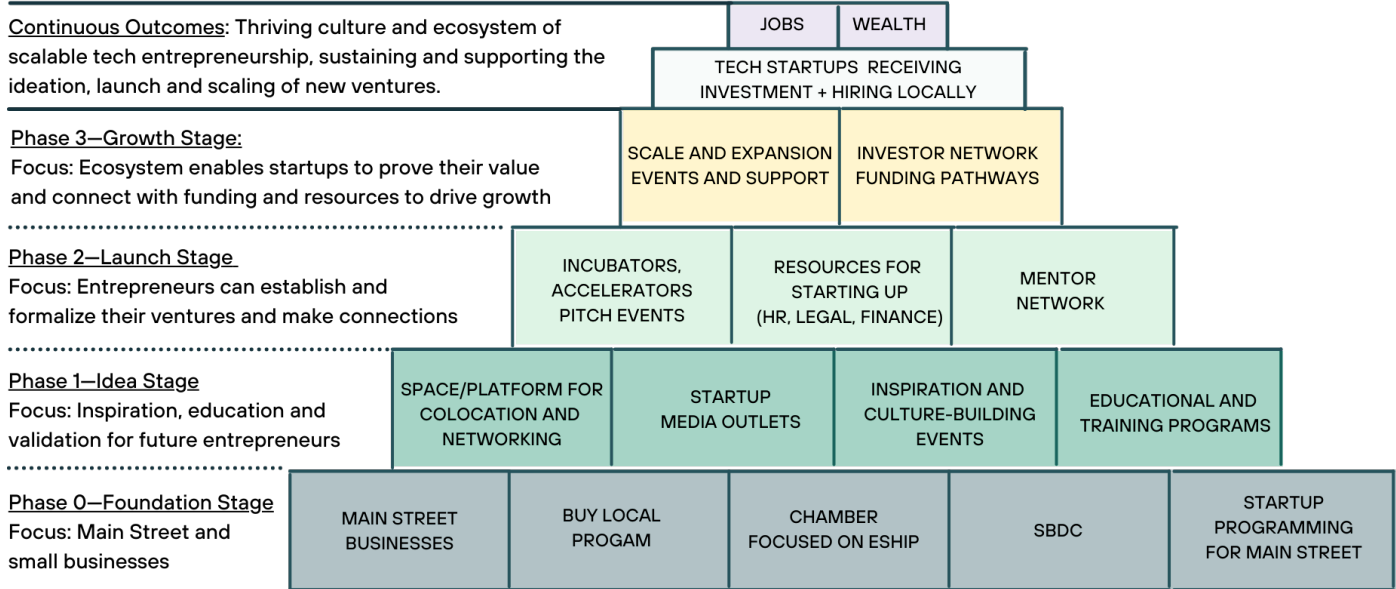 Continuous Outcomes: Thriving culture and ecosystem of
scalable tech entrepreneurship, sustaining and supporting the
ideation, launch and scaling of new ventures.
JOBS
WEALTH
TECH STARTUPS RECEIVING
INVESTMENT + HIRING LOCALLY
Phase 3—Growth Stage:
Focus: Ecosystem enables startups to prove their value
and connect with funding and resources to drive growth
SCALE AND EXPANSION
EVENTS AND SUPPORT
INVESTOR NETWORK
FUNDING PATHWAYS
Phase 2—Launch Stage
Focus: Entrepreneurs can establish and
formalize their ventures and make connections
INCUBATORS,
ACCELERATORS
PITCH EVENTS
RESOURCES FOR
STARTING UP
(HR, LEGAL, FINANCE)
MENTOR
NETWORK
Phase 1—Idea Stage
Focus: Inspiration, education and
validation for future entrepreneurs
SPACE/PLATFORM FOR
COLOCATION AND
NETWORKING
STARTUP
MEDIA OUTLETS
INSPIRATION AND
CULTURE-BUILDING
EVENTS
EDUCATIONAL AND
TRAINING PROGRAMS
Phase 0—Foundation Stage
Focus: Main Street and
small businesses
MAIN STREET
BUSINESSES
BUY LOCAL
PROGAM
CHAMBER
FOCUSED ON ESHIP
SBDC
STARTUP
PROGRAMMING
FOR MAIN STREET